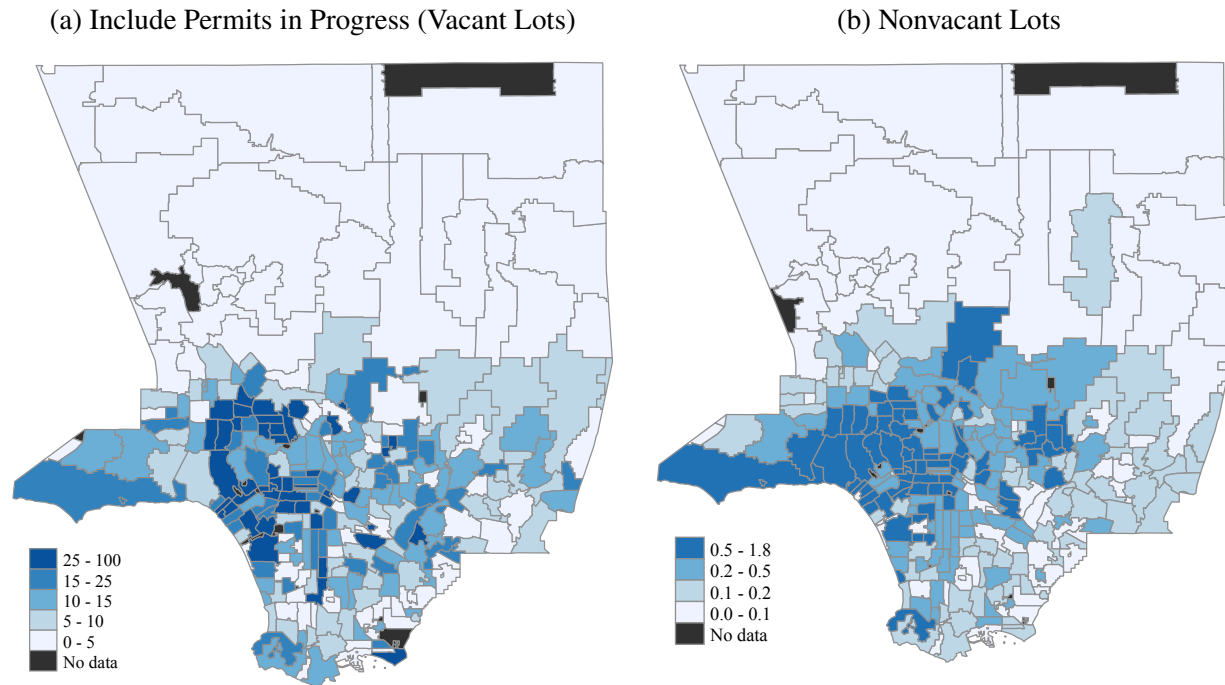 (a) Include Permits in Progress (Vacant Lots)
25 - 100
15 - 25
10 - 15
5 - 10
0 - 5
No data
(b) Nonvacant Lots
0.5 - 1.8
0.2 - 0.5
0.1 - 0.2
0.0 - 0.1
No data